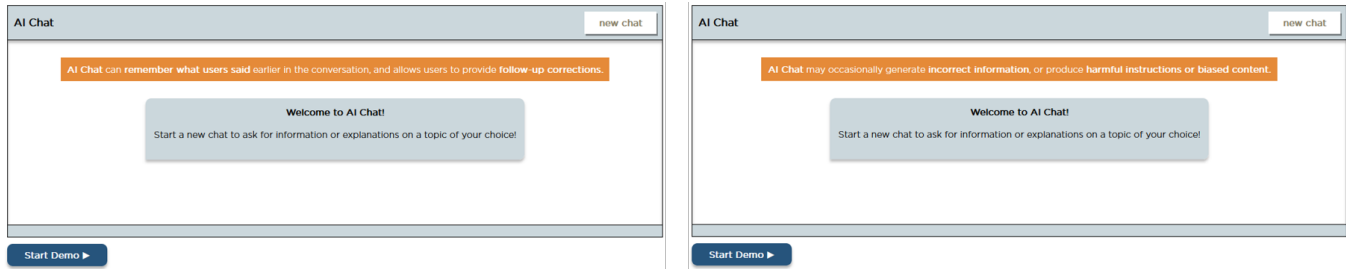 AI Chat
new chat
AI Chat can remember what users said earlier in the conversation, and allows users to provide follow-up corrections.
Welcome to AI Chat!
Start a new chat to ask for information or explanations on a topic of your choice!
Start Demo ▶
AI Chat
new chat
AI Chat may occasionally generate incorrect information, or produce harmful instructions or biased content.
Welcome to AI Chat!
Start a new chat to ask for information or explanations on a topic of your choice!
Start Demo ▶